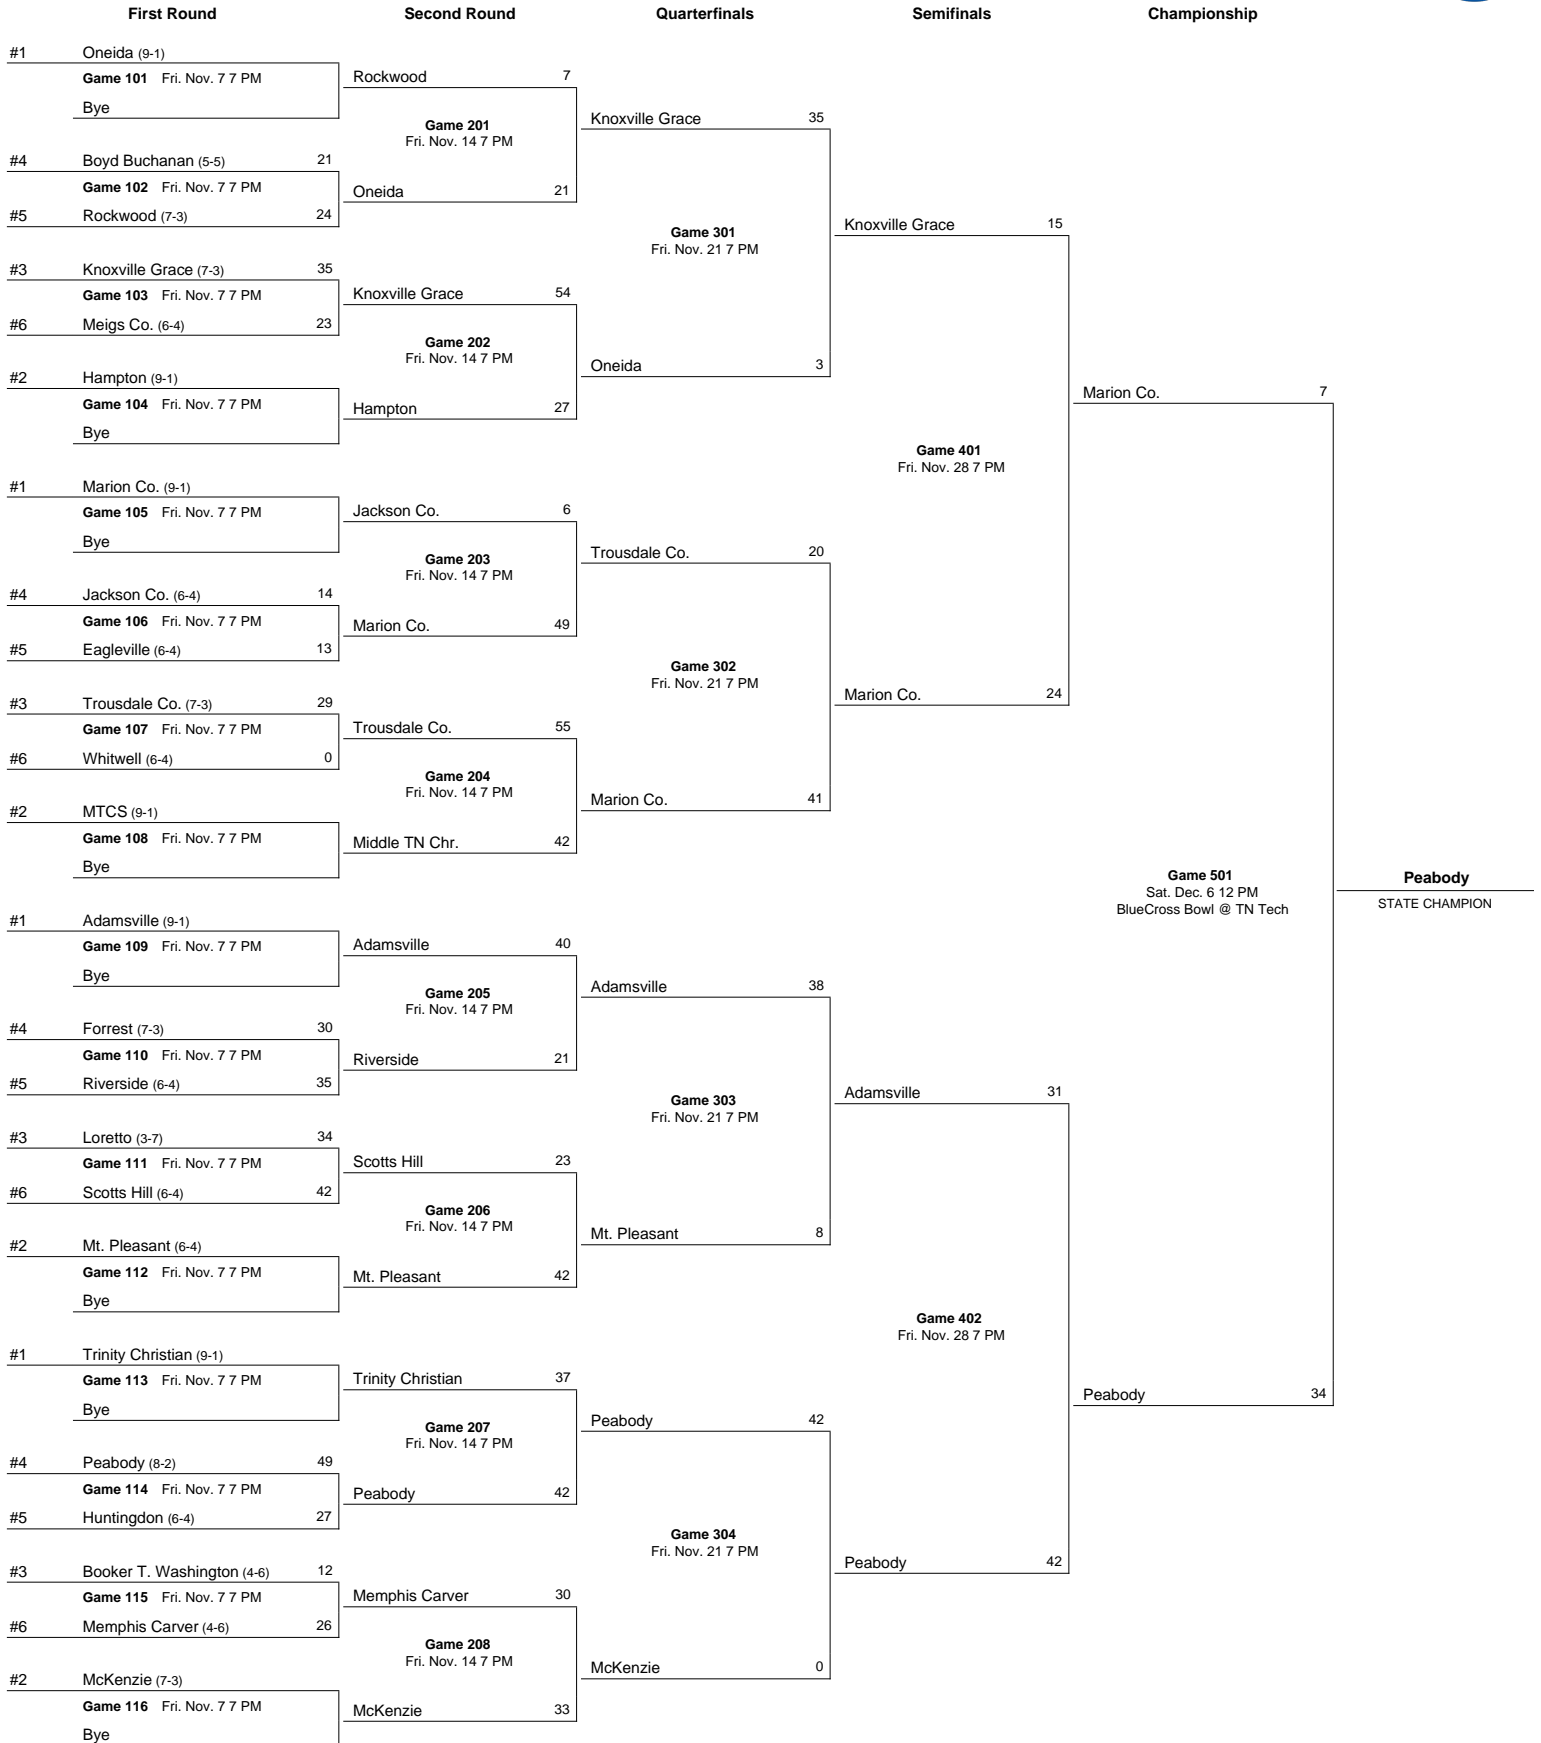 First Round Second Round Quarterfinals Semifinals Championship
#1 Oneida (9-1)
Game 101 Fri. Nov. 7 7 PM
Bye
#4 Boyd Buchanan (5-5) 21
Game 102 Fri. Nov. 7 7 PM
#5 Rockwood (7-3) 24
#3 Knoxville Grace (7-3) 35
Game 103 Fri. Nov. 7 7 PM
#6 Meigs Co. (6-4) 23
#2 Hampton (9-1)
Game 104 Fri. Nov. 7 7 PM
Bye
#1 Marion Co. (9-1)
Game 105 Fri. Nov. 7 7 PM
Bye
#4 Jackson Co. (6-4) 14
Game 106 Fri. Nov. 7 7 PM
#5 Eagleville (6-4) 13
#3 Trousdale Co. (7-3) 29
Game 107 Fri. Nov. 7 7 PM
#6 Whitwell (6-4) 0
#2 MTCS (9-1)
Game 108 Fri. Nov. 7 7 PM
Bye
#1 Adamsville (9-1)
Game 109 Fri. Nov. 7 7 PM
Bye
#4 Forrest (7-3) 30
Game 110 Fri. Nov. 7 7 PM
#5 Riverside (6-4) 35
#3 Loretto (3-7) 34
Game 111 Fri. Nov. 7 7 PM
#6 Scotts Hill (6-4) 42
#2 Mt. Pleasant (6-4)
Game 112 Fri. Nov. 7 7 PM
Bye
#1 Trinity Christian (9-1)
Game 113 Fri. Nov. 7 7 PM
Bye
#4 Peabody (8-2) 49
Game 114 Fri. Nov. 7 7 PM
#5 Huntingdon (6-4) 27
#3 Booker T. Washington (4-6) 12
Game 115 Fri. Nov. 7 7 PM
#6 Memphis Carver (4-6) 26
#2 McKenzie (7-3)
Game 116 Fri. Nov. 7 7 PM
Bye
Rockwood 7
Game 201
Fri. Nov. 14 7 PM
Oneida 21
Knoxville Grace 54
Game 202
Fri. Nov. 14 7 PM
Hampton 27
Jackson Co. 6
Game 203
Fri. Nov. 14 7 PM
Marion Co. 49
Trousdale Co. 55
Game 204
Fri. Nov. 14 7 PM
Middle TN Chr. 42
Adamsville 40
Game 205
Fri. Nov. 14 7 PM
Riverside 21
Scotts Hill 23
Game 206
Fri. Nov. 14 7 PM
Mt. Pleasant 42
Trinity Christian 37
Game 207
Fri. Nov. 14 7 PM
Peabody 42
Memphis Carver 30
Game 208
Fri. Nov. 14 7 PM
McKenzie 33
Knoxville Grace 35
Game 301
Fri. Nov. 21 7 PM
Oneida 3
Trousdale Co. 20
Game 302
Fri. Nov. 21 7 PM
Marion Co. 41
Adamsville 38
Game 303
Fri. Nov. 21 7 PM
Mt. Pleasant 8
Peabody 42
Game 304
Fri. Nov. 21 7 PM
McKenzie 0
Knoxville Grace 15
Game 401
Fri. Nov. 28 7 PM
Marion Co. 24
Adamsville 31
Game 402
Fri. Nov. 28 7 PM
Peabody 42
Marion Co. 7
Game 501
Sat. Dec. 6 12 PM
BlueCross Bowl @ TN Tech
Peabody 34
Peabody
STATE CHAMPION